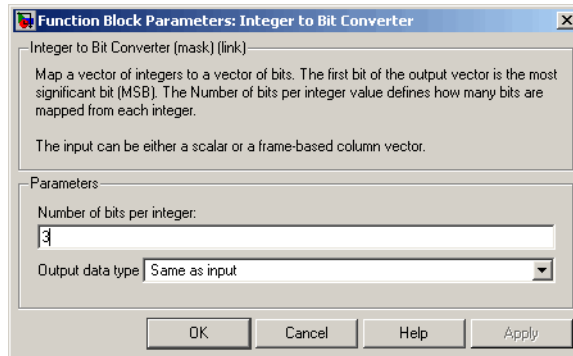 Function Block Parameters: Integer to Bit Converter
Integer to Bit Converter (mask) (link)
Map a vector of integers to a vector of bits. The first bit of the output vector is the most
significant bit (MSB). The Number of bits per integer value defines how many bits are
mapped from each integer.
The input can be either a scalar or a frame-based column vector.
Parameters
Number of bits per integer:
3
Output data type Same as input
OK Cancel Help Apply